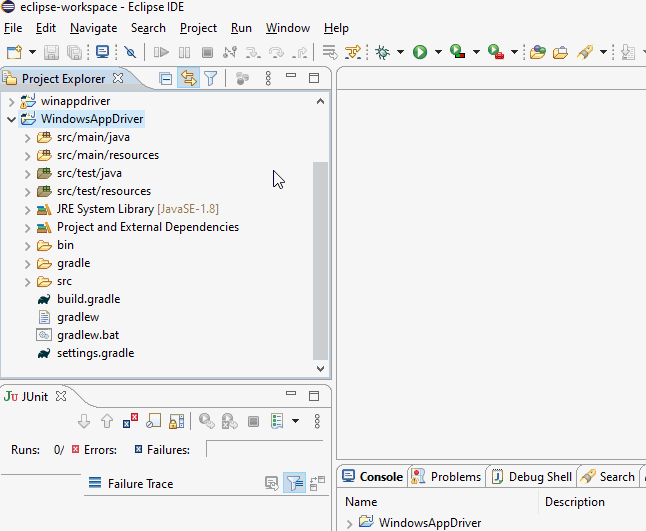 eclipse-workspace - Eclipse IDE
File Edit Navigate Search Project Run Window Help
Project Explorer
winappdriver
WindowsAppDriver
src/main/java
src/main/resources
src/test/java
src/test/resources
JRE System Library [JavaSE-1.8]
Project and External Dependencies
bin
gradle
src
build.gradle
gradlew
gradlew.bat
settings.gradle
JU JUnit
Runs: 0/ Errors: Failures:
Failure Trace
Console Problems Debug Shell Search
Name Description
WindowsAppDriver